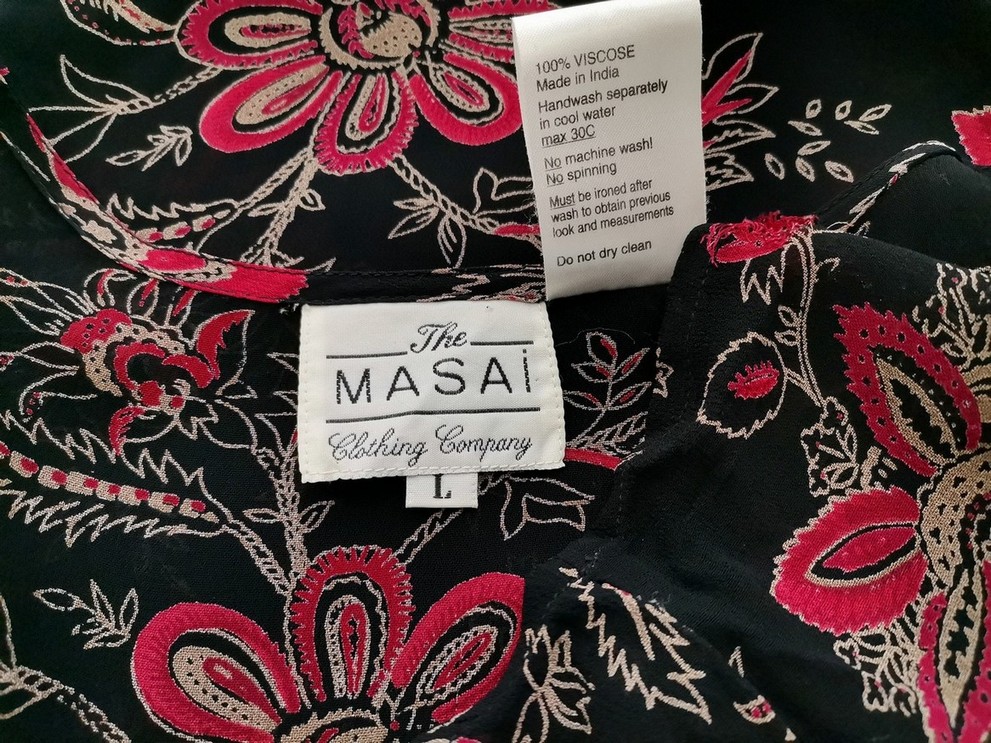 100% VISCOSE
Made in India
Handwash separately
in cool water
max 30C
No machine wash!
No spinning
Must be ironed after
wash to obtain previous
look and measurements
Do not dry clean
The
MASAi
Clothing Company
L